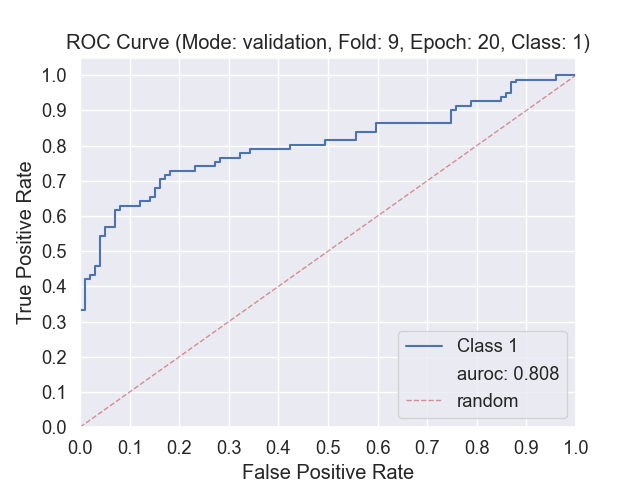 ROC Curve (Mode: validation, Fold: 9, Epoch: 20, Class: 1)
1.0
0.9
0.8
0.7
0.6
0.5
0.4
0.3
0.2
0.1
0.0
True Positive Rate
Class 1
auroc: 0.808
random
0.0 0.1 0.2 0.3 0.4 0.5 0.6 0.7 0.8 0.9 1.0
False Positive Rate